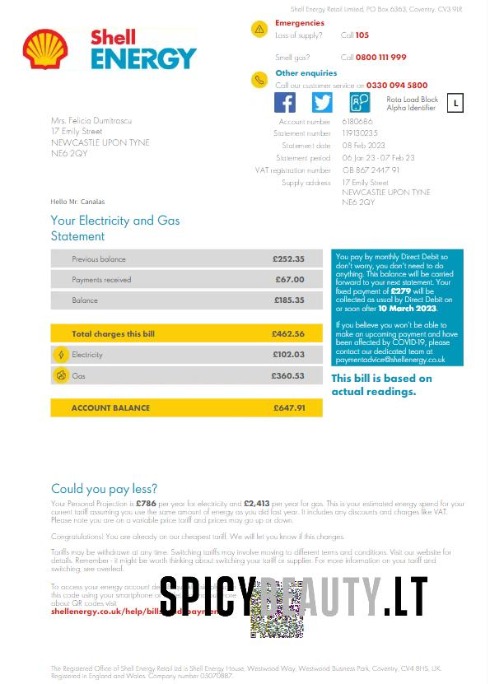 Shell Energy Retail Limited, PO Box 6363, Coventry, CV3 9LR
Shell
ENERGY
Emergencies
Loss of supply? Call 105
Smell gas? Call 0800 111 999
Other enquiries
Call our customer service on 0330 094 5800
Rota Load Block
Alpha Identifier
L
Mrs. Felicia Dumitrascu
17 Emily Street
NEWCASTLE UPON TYNE
NE6 2QY
Account number 6180686
Statement number 119130235
Statement date 08 Feb 2023
Statement period 06 Jan 23 - 07 Feb 23
VAT registration number GB 867 2447 91
Supply address 17 Emily Street
NEWCASTLE UPON TYNE
NE6 2QY
Hello Mr. Canalas
Your Electricity and Gas
Statement
Previous balance £252.35
Payments received £67.00
Balance £185.35
Total charges this bill £462.56
Electricity £102.03
Gas £360.53
ACCOUNT BALANCE £647.91
You pay by monthly Direct Debit so
don't worry, you don't need to do
anything. This balance will be carried
forward to your next statement. Your
fixed payment of £279 will be
collected as usual by Direct Debit on
or soon after 10 March 2023.
If you believe you won't be able to
make an upcoming payment and have
been affected by COVID-19, please
contact our dedicated team at
paymentadvice@shellenergy.co.uk
This bill is based on
actual readings.
Could you pay less?
Your Personal Projection is £786 per year for electricity and £2,413 per year for gas. This is your estimated energy spend for your
current tariff assuming you use the same amount of energy as you did last year. It includes any discounts and charges like VAT.
Please note you are on a variable price tariff and prices may go up or down.
Congratulations! You are already on our cheapest tariff. We will let you know if this changes.
Tariffs may be withdrawn at any time. Switching tariffs may involve moving to different terms and conditions. Visit our website for
details. Remember - it might be worth thinking about switching your tariff or supplier. For more information on your tariff and
switching, see overleaf.
To access your energy account
this code using your smartphone
about QR codes visit
shellenergy.co.uk/help/bills
SPICYBEAUTY.LT
The Registered Office of Shell Energy Retail Ltd is Shell Energy House, Westwood Way, Westwood Business Park, Coventry, CV4 8HS, UK.
Registered in England and Wales. Company number 05070887.